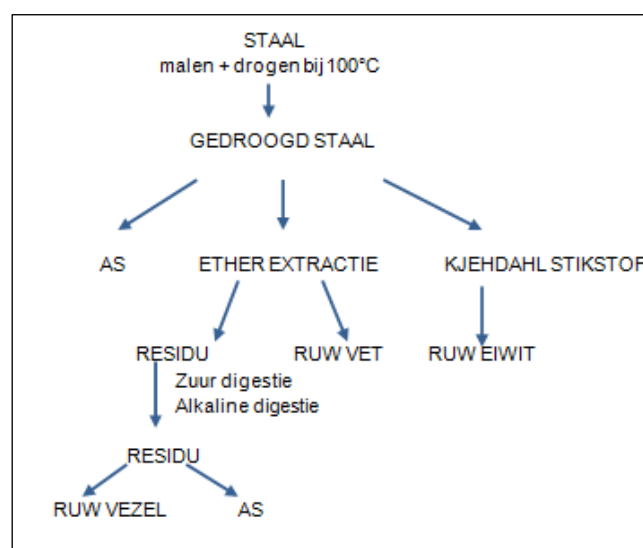 STAAL
malen + drogen bij 100°C
GEDROOGD STAAL
AS ETHER EXTRACTIE KJEHDAHL STIKSTOF
RESIDU RUW VET RUW EIWIT
Zuur digestie
Alkaline digestie
RESIDU
RUW VEZEL AS